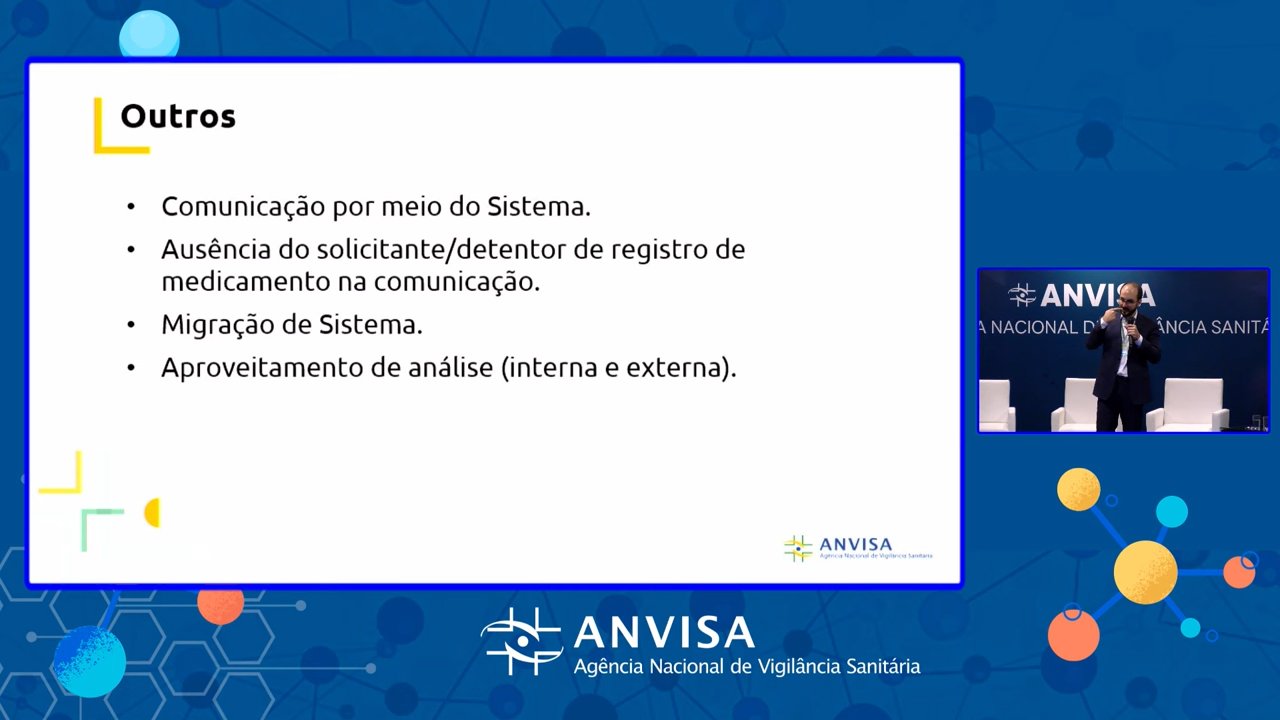 Outros
• Comunicação por meio do Sistema.
• Ausência do solicitante/detentor de registro de
medicamento na comunicação.
• Migração de Sistema.
• Aproveitamento de análise (interna e externa).
ANVISA
Agência Nacional de Vigilância Sanitária
ANVISA
A NACIONAL D ÂNCIA SANITÁ
ANVISA
Agência Nacional de Vigilância Sanitária